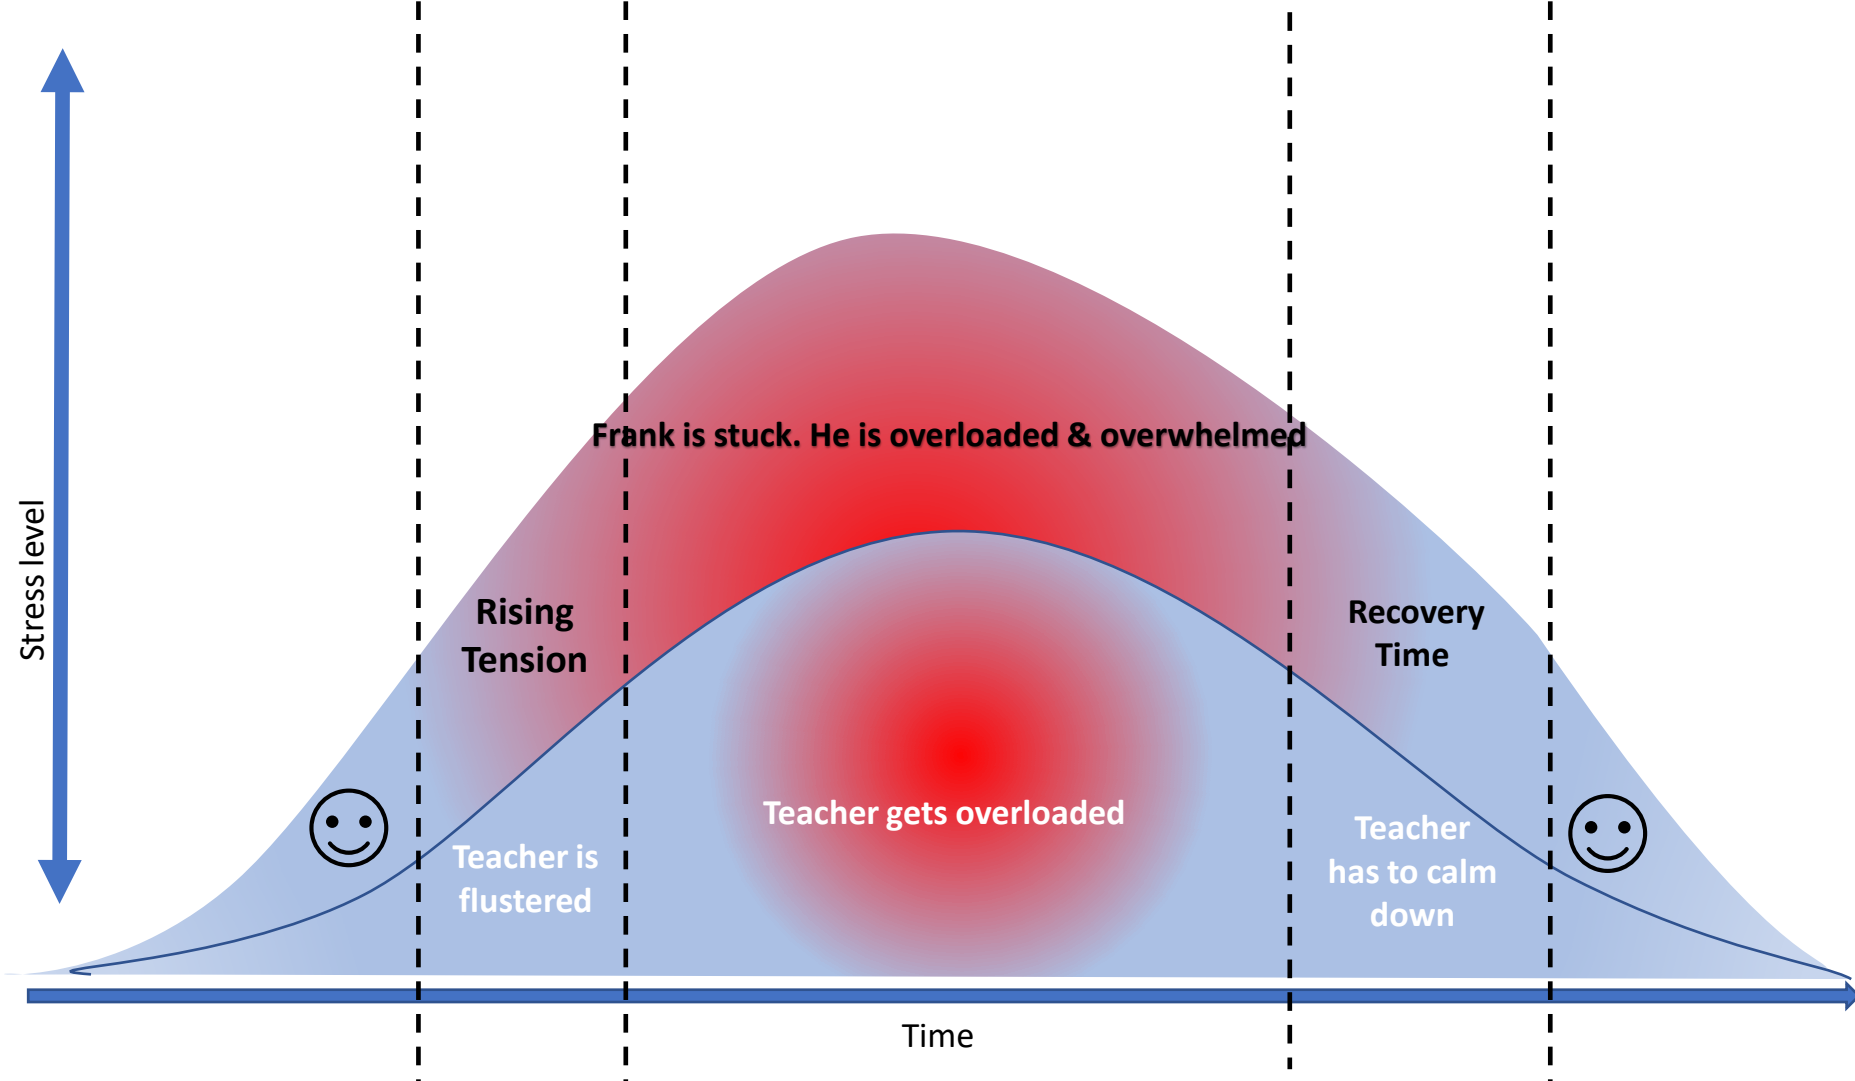 Frank is stuck. He is overloaded & overwhelmed
Rising
Tension
Recovery
Time
Stress level
Teacher is
flustered
Teacher gets overloaded
Teacher
has to calm
down
Time